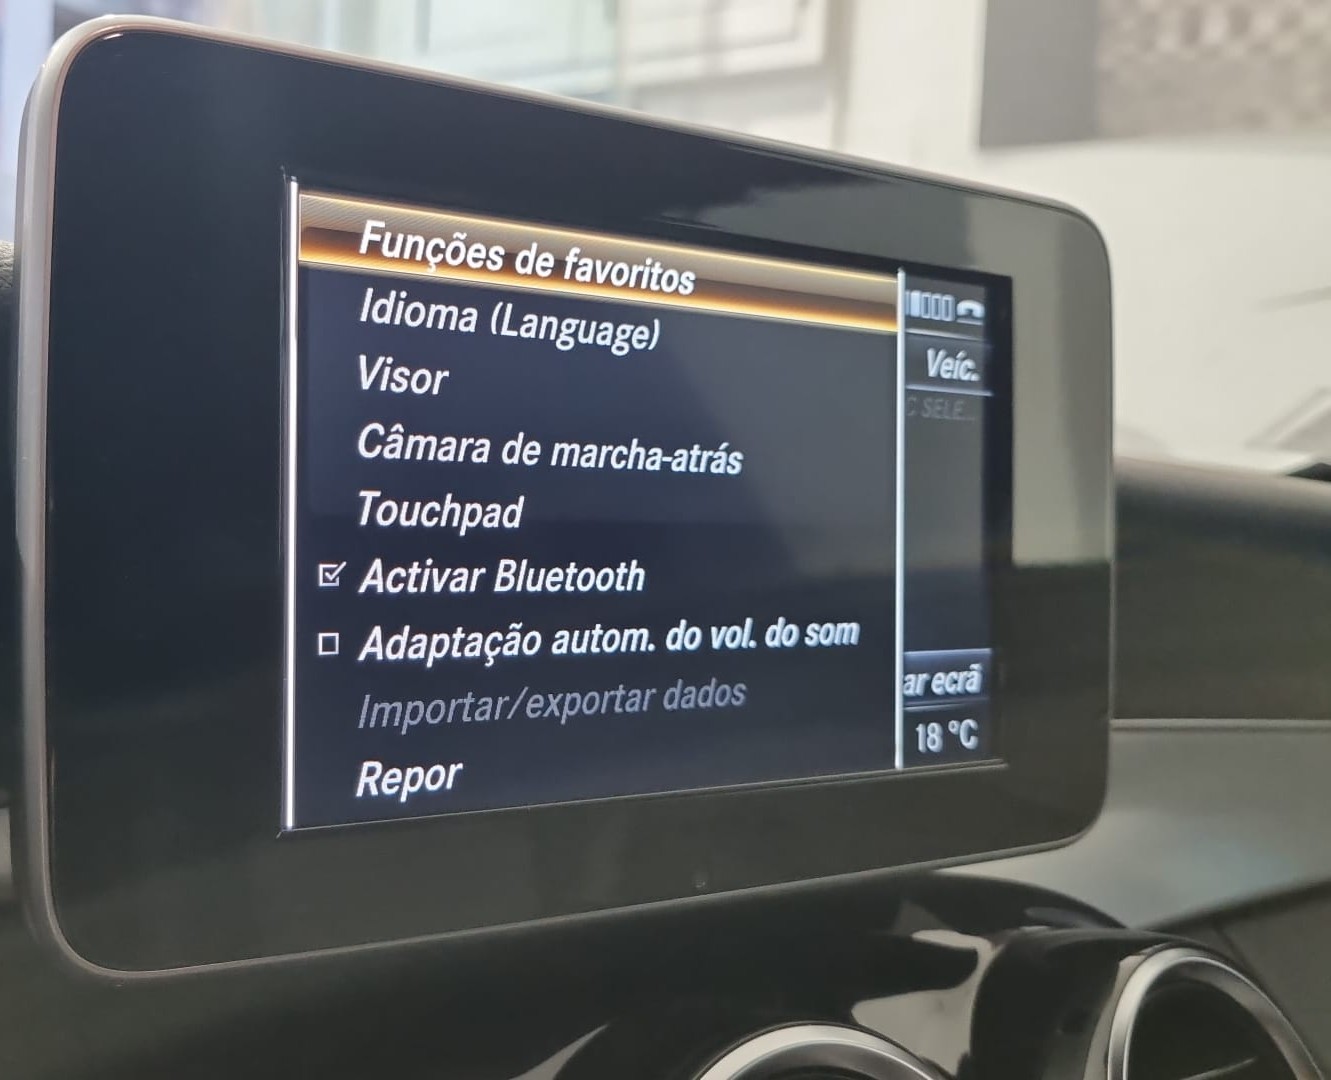 Funções de favoritos
Idioma (Language)
Visor
Câmara de marcha-atrás
Touchpad
Activar Bluetooth
Adaptação autom. do vol. do som
Importar/exportar dados
Repor
Veíc.
C SELE...
ar ecrã
18 °C